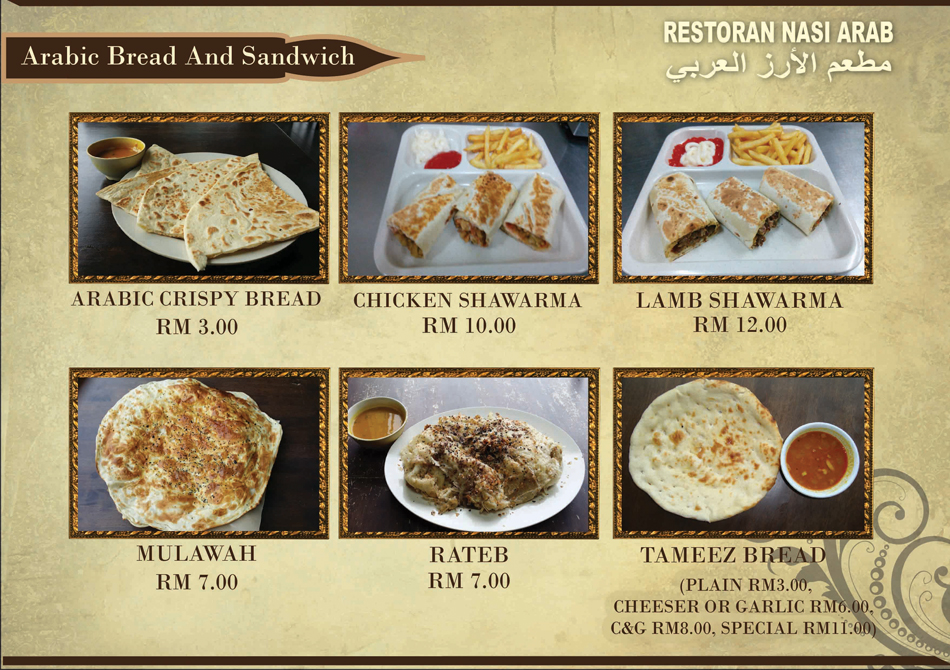 Arabic Bread And Sandwich
RESTORAN NASI ARAB
مطعم الأرز العربي
ARABIC CRISPY BREAD
RM 3.00
CHICKEN SHAWARMA
RM 10.00
LAMB SHAWARMA
RM 12.00
MULAWAH
RM 7.00
RATEB
RM 7.00
TAMEEZ BREAD
(PLAIN RM3.00,
CHEESER OR GARLIC RM6.00,
C&G RM8.00, SPECIAL RM11.00)